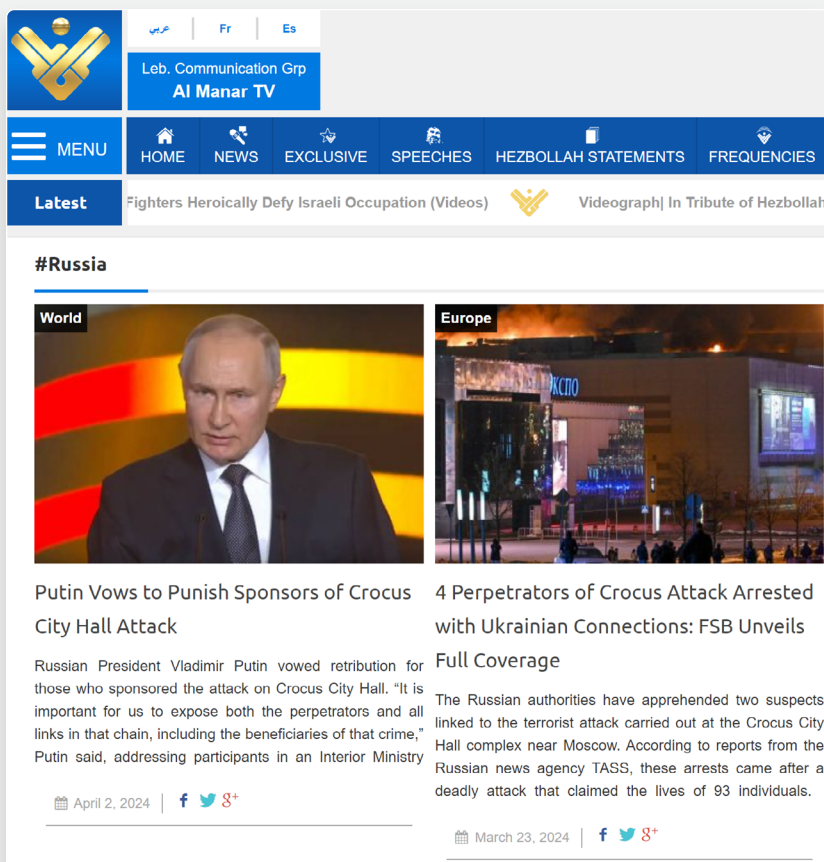 عربي
Fr
Es
Leb. Communication Grp
Al Manar TV
MENU
HOME
NEWS
EXCLUSIVE
SPEECHES
HEZBOLLAH STATEMENTS
FREQUENCIES
Latest
Fighters Heroically Defy Israeli Occupation (Videos)
Videograph| In Tribute of Hezbollah
#Russia
World
Putin Vows to Punish Sponsors of Crocus
City Hall Attack
Russian President Vladimir Putin vowed retribution for
those who sponsored the attack on Crocus City Hall. “It is
important for us to expose both the perpetrators and all
links in that chain, including the beneficiaries of that crime,”
Putin said, addressing participants in an Interior Ministry
April 2, 2024
Europe
ЭКСПО
4 Perpetrators of Crocus Attack Arrested
with Ukrainian Connections: FSB Unveils
Full Coverage
The Russian authorities have apprehended two suspects
linked to the terrorist attack carried out at the Crocus City
Hall complex near Moscow. According to reports from the
Russian news agency TASS, these arrests came after a
deadly attack that claimed the lives of 93 individuals.
March 23, 2024